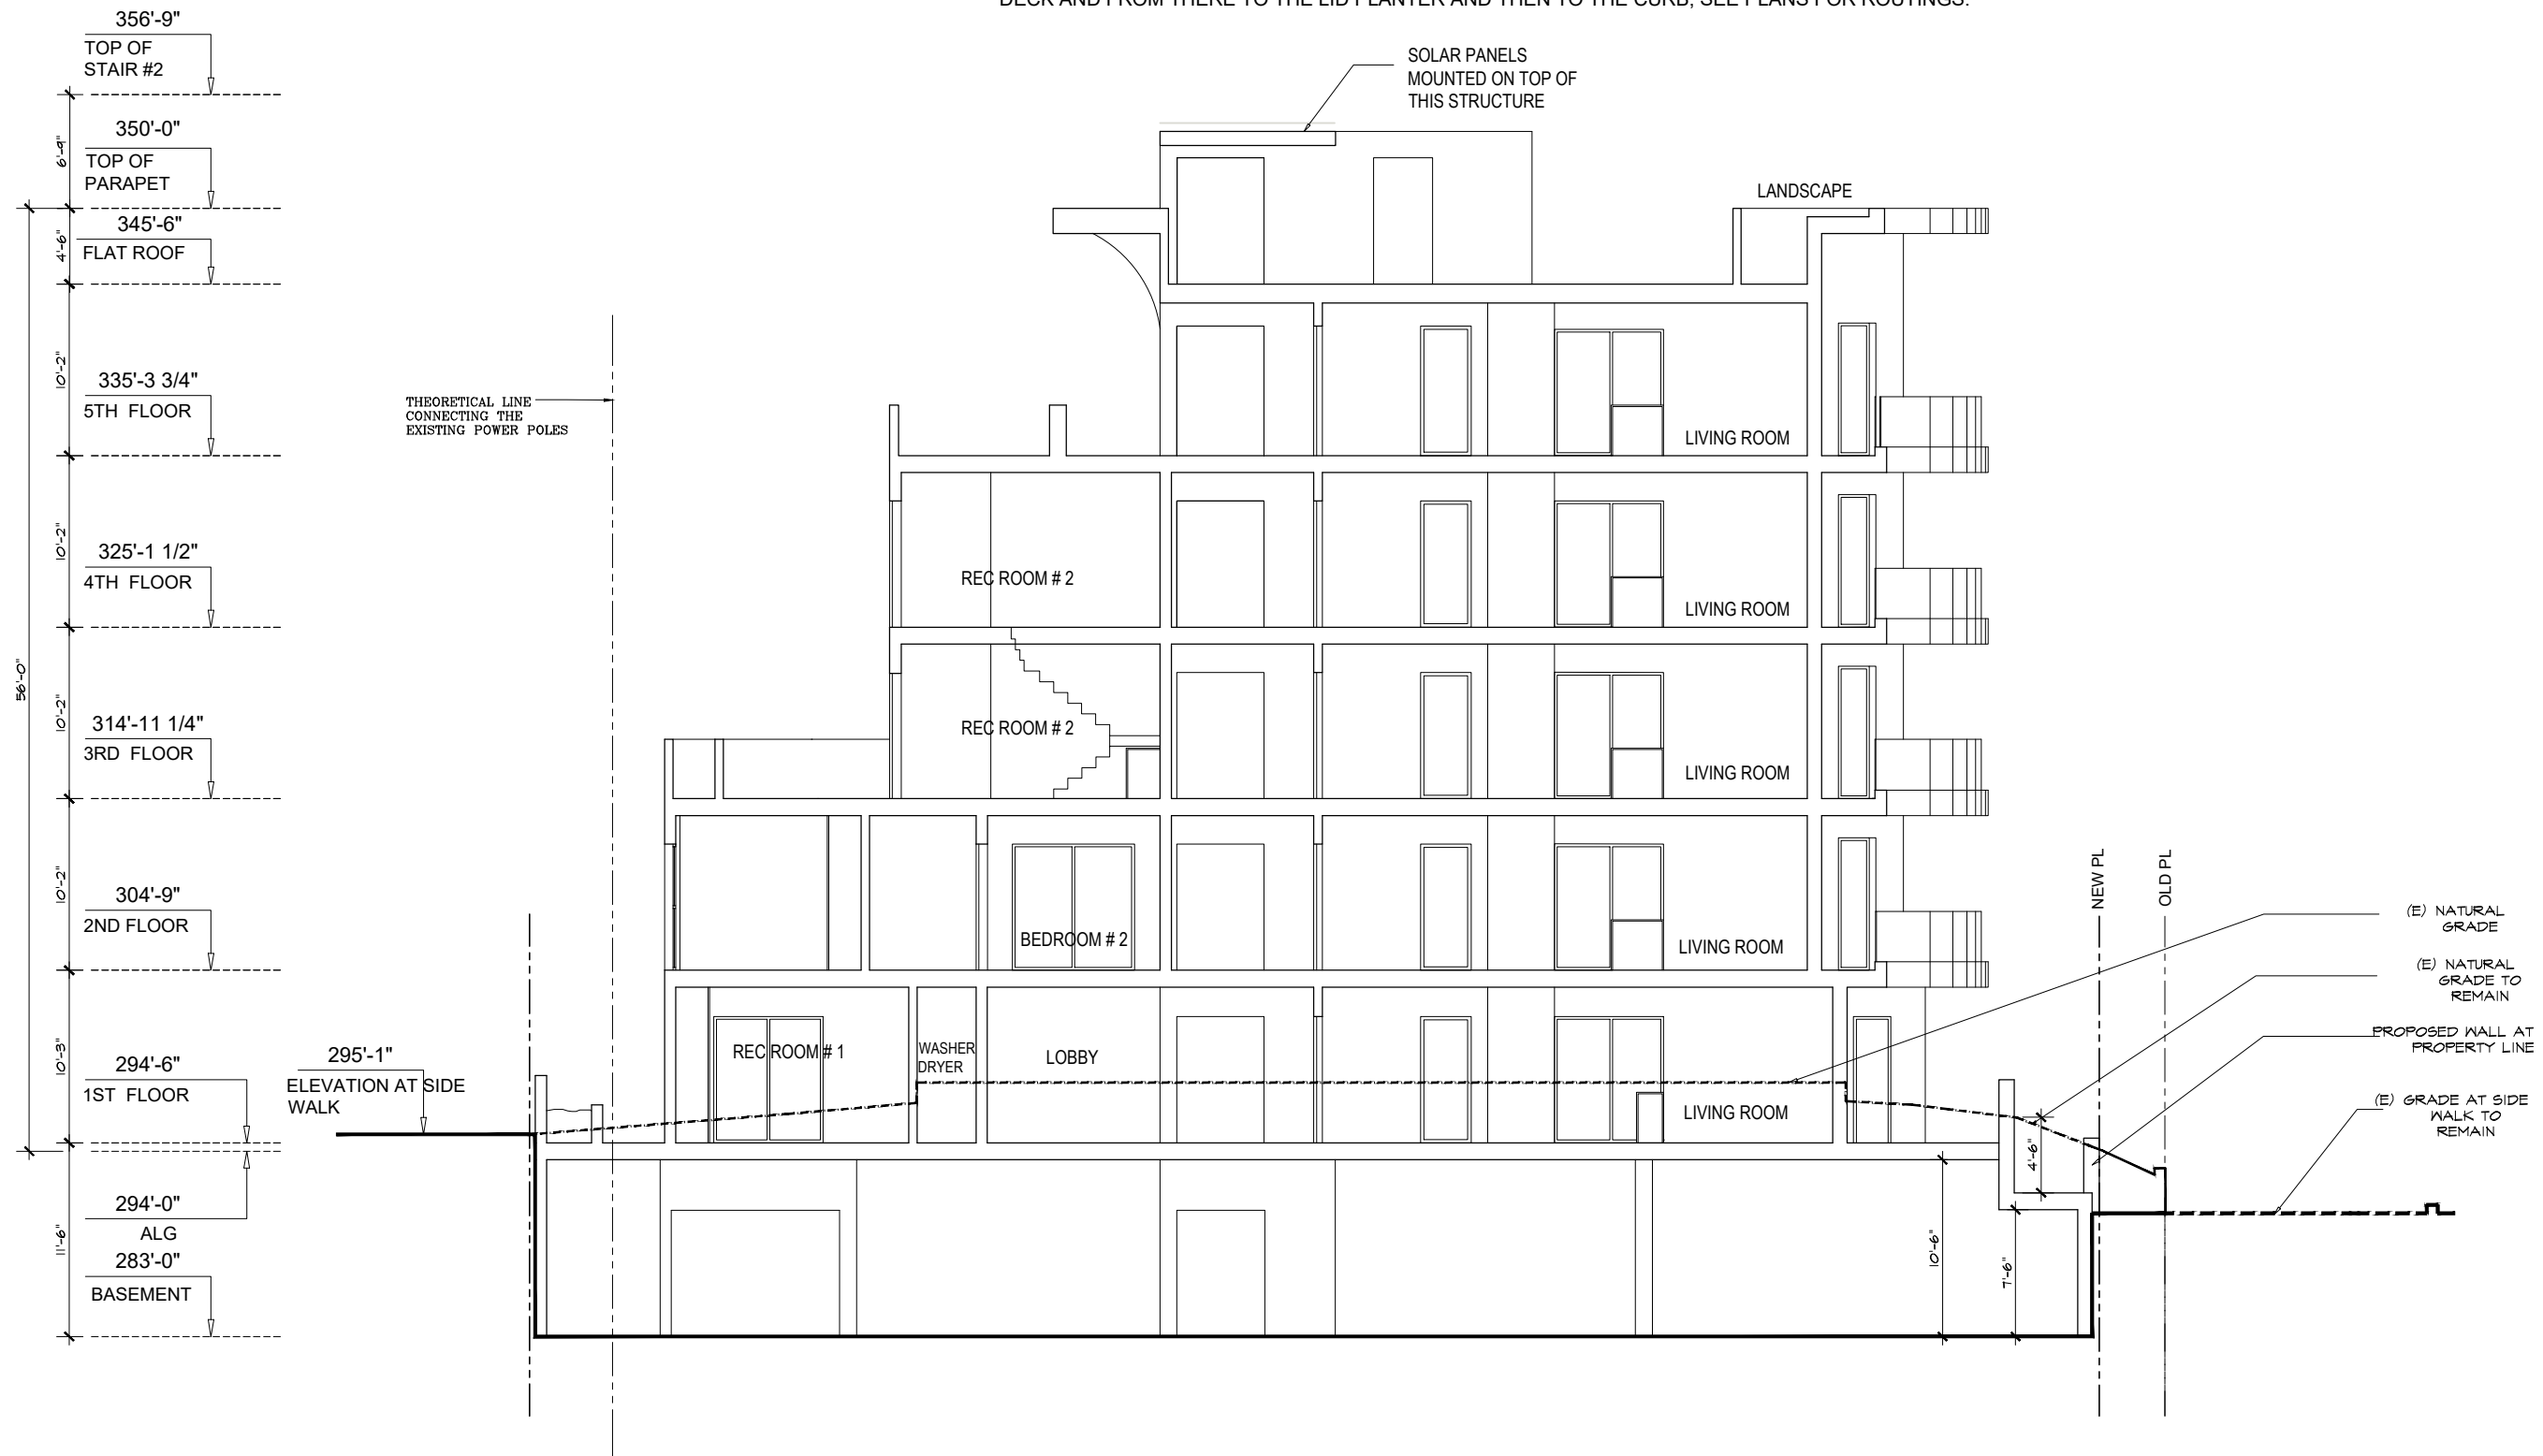 DECK AND FROM THERE TO THE LID PLANTER AND THEN TO THE CURB, SEE PLANS FOR ROUTINGS.
356'-9"
TOP OF
STAIR #2
6'-9"
350'-0"
TOP OF
PARAPET
4'-6"
345'-6"
FLAT ROOF
10'-2"
335'-3 3/4"
5TH FLOOR
10'-2"
325'-1 1/2"
4TH FLOOR
56'-0"
10'-2"
314'-11 1/4"
3RD FLOOR
10'-2"
304'-9"
2ND FLOOR
10'-3"
294'-6"
1ST FLOOR
294'-0"
ALG
11'-6"
283'-0"
BASEMENT
295'-1"
ELEVATION AT SIDE
WALK
THEORETICAL LINE
CONNECTING THE
EXISTING POWER POLES
SOLAR PANELS
MOUNTED ON TOP OF
THIS STRUCTURE
LANDSCAPE
LIVING ROOM
REC ROOM # 2
LIVING ROOM
REC ROOM # 2
LIVING ROOM
BEDROOM # 2
LIVING ROOM
REC ROOM # 1
WASHER
DRYER
LOBBY
LIVING ROOM
10'-6"
7'-6"
4'-6"
NEW PL
OLD PL
(E) NATURAL
GRADE
(E) NATURAL
GRADE TO
REMAIN
PROPOSED WALL AT
PROPERTY LINE
(E) GRADE AT SIDE
WALK TO
REMAIN